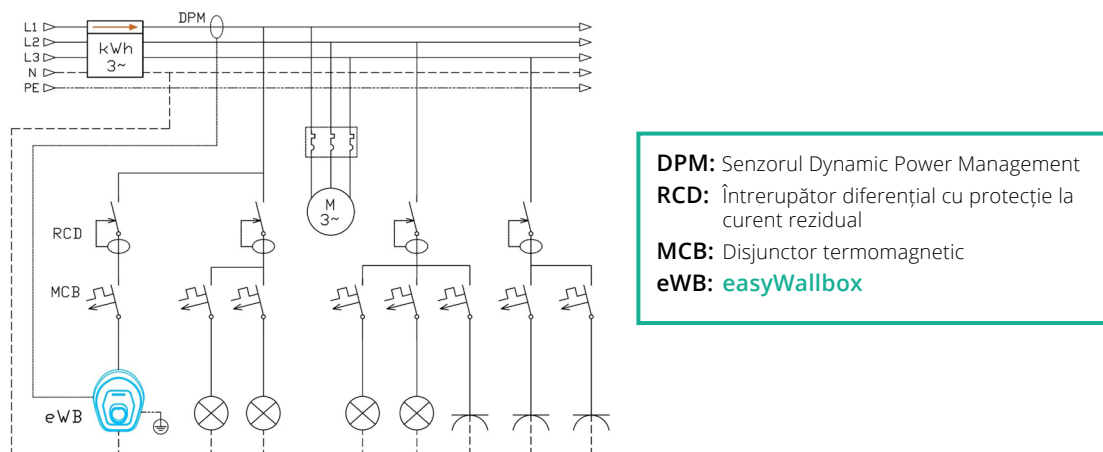 L1
DPM
L2
kWh
3~
L3
N
PE
M
3~
RCD
MCB
eWB
DPM: Senzorul Dynamic Power Management
RCD: Întrerupător diferențial cu protecție la
curent rezidual
MCB: Disjunctor termomagnetic
eWB: easyWallbox